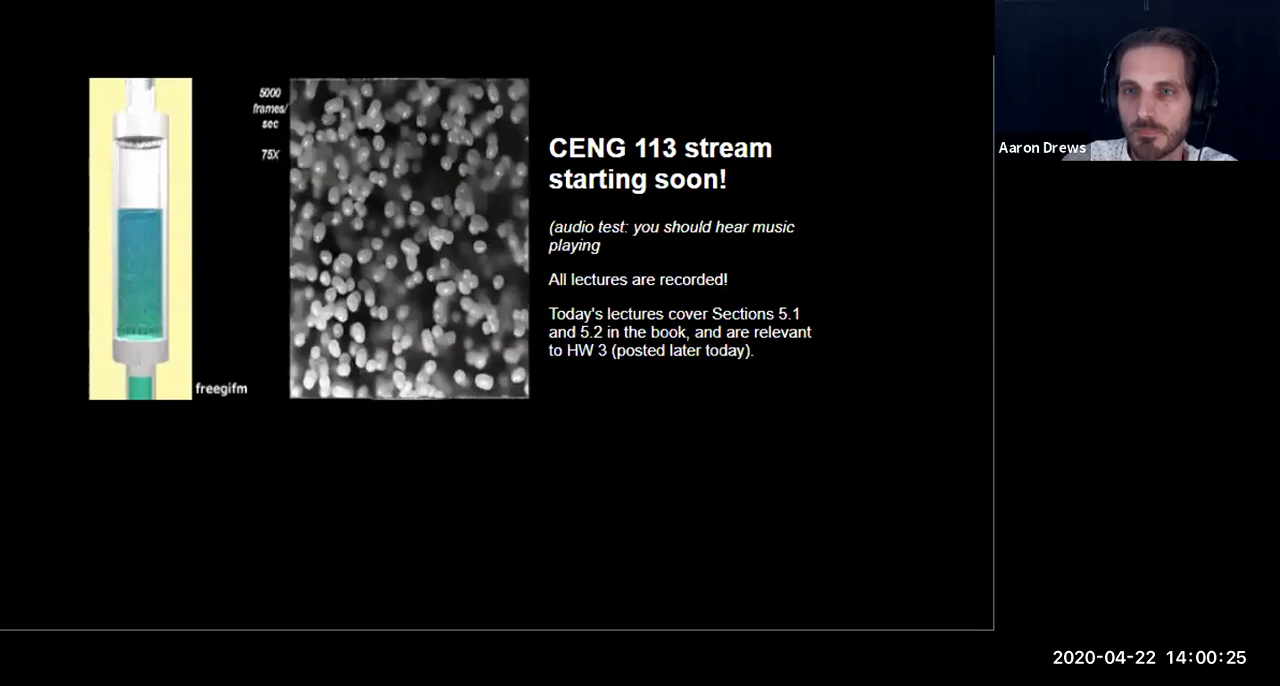 5000
frames/
sec
75X
freegifm
CENG 113 stream
starting soon!
(audio test: you should hear music
playing
All lectures are recorded!
Today's lectures cover Sections 5.1
and 5.2 in the book, and are relevant
to HW 3 (posted later today).
Aaron Drews
2020-04-22 14:00:25